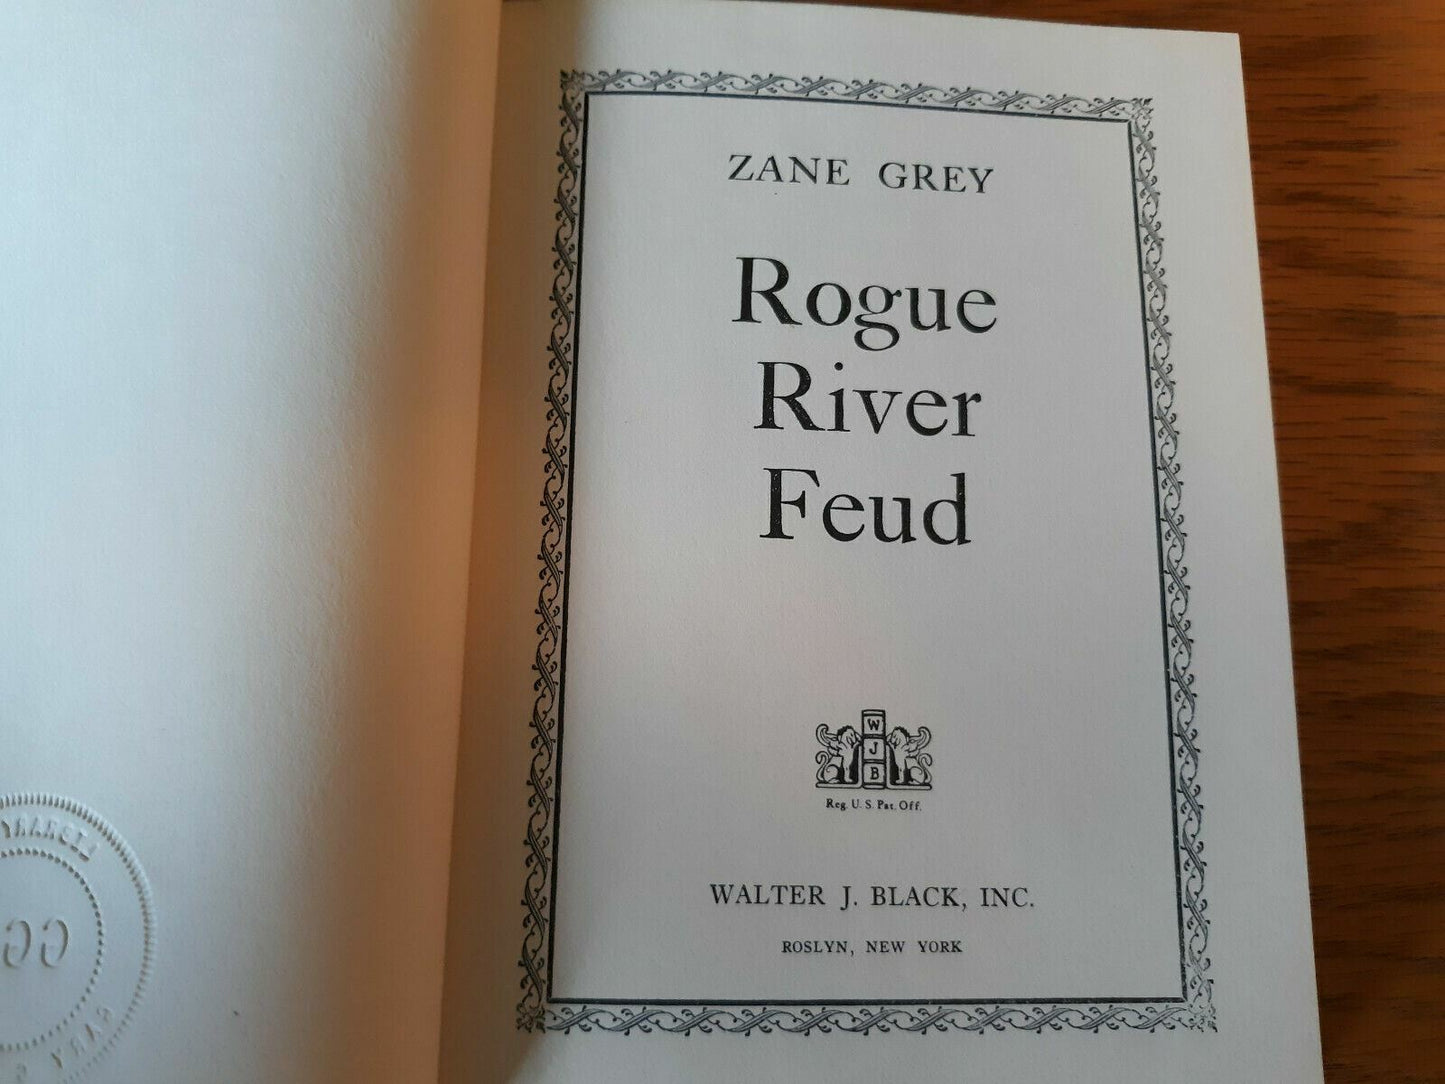 ZANE GREY
Rogue
River
Feud
W
J
B
Reg. U. S. Pat. Off.
WALTER J. BLACK, INC.
ROSLYN, NEW YORK